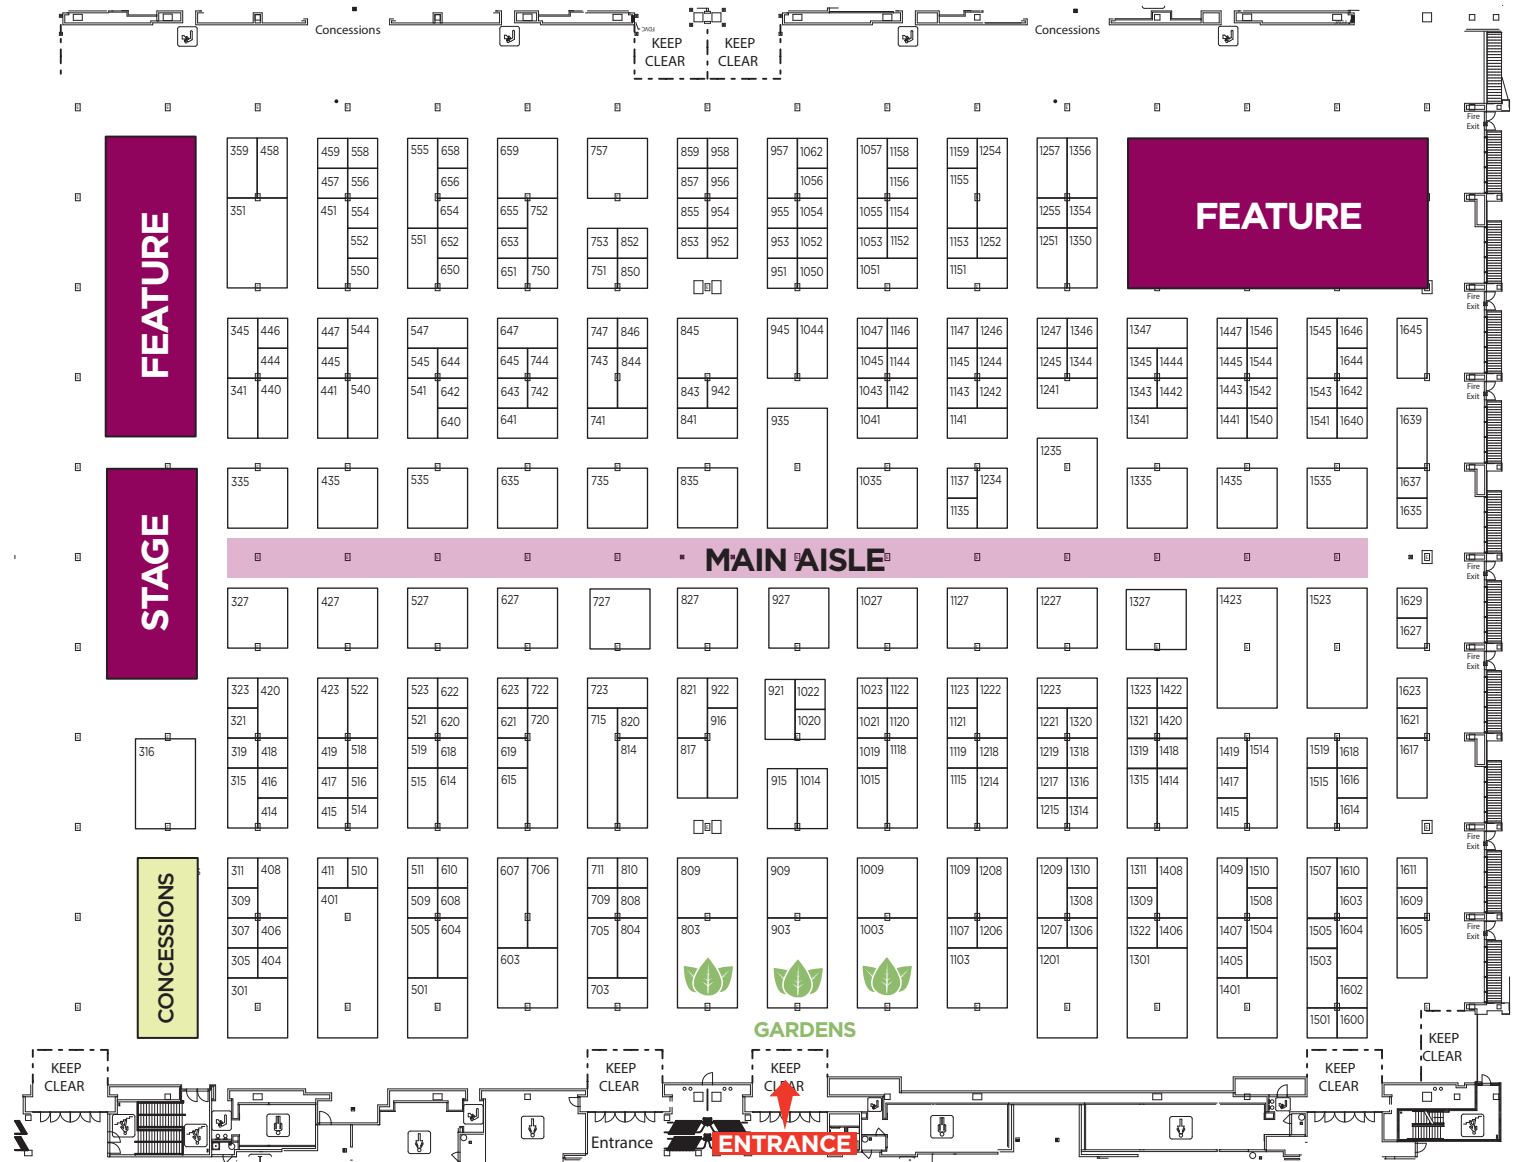 Concessions
Concessions
KEEP
CLEAR
KEEP
CLEAR
Fire
Exit
359 458 459 558 555 658 659 757 859 958 957 1062 1057 1158 1159 1254 1257 1356
FEATURE
FEATURE
457 556 656 857 956 1056 1156 1155
351 451 554 654 655 752 855 954 955 1054 1055 1154 1255 1354
552 551 652 653 753 852 853 952 953 1052 1053 1152 1153 1252 1251 1350
550 650 651 750 751 850 951 1050 1051 1151
Fire
Exit
345 446 447 544 547 647 747 846 845 945 1044 1047 1146 1147 1246 1247 1346 1347 1447 1546 1545 1646 1645
444 445 545 644 645 744 743 844 1045 1144 1145 1244 1245 1344 1345 1444 1445 1544 1644
Fire
Exit
341 440 441 540 541 642 643 742 843 942 1043 1142 1143 1242 1241 1343 1442 1443 1542 1543 1642
640 641 741 841 935 1041 1141 1341 1441 1540 1541 1640 1639
1235
Fire
Exit
335 435 535 635 735 835 1035 1137 1234 1335 1435 1535 1637
1135 1635
STAGE
MAIN AISLE
Fire
Exit
327 427 527 627 727 827 927 1027 1127 1227 1327 1423 1523 1629
1627
Fire
Exit
323 420 423 522 523 622 623 722 723 821 922 921 1022 1023 1122 1123 1222 1223 1323 1422 1623
321 521 620 621 720 715 820 916 1020 1021 1120 1121 1221 1320 1321 1420 1621
316 319 418 419 518 519 618 619 814 817 1019 1118 1119 1218 1219 1318 1319 1418 1419 1514 1519 1618 1617
Fire
Exit
315 416 417 516 515 614 615 915 1014 1015 1115 1214 1217 1316 1315 1414 1417 1515 1616
414 415 514 1215 1314 1415 1614
Fire
Exit
CONCESSIONS
311 408 411 510 511 610 607 706 711 810 809 909 1009 1109 1208 1209 1310 1311 1408 1409 1510 1507 1610 1611
309 401 509 608 709 808 1308 1309 1508 1603 1609
307 406 505 604 705 804 803 903 1003 1107 1206 1207 1306 1322 1406 1407 1504 1505 1604 1605
Fire
Exit
305 404 603 1103 1201 1301 1405 1503
301 501 703 1401 1602
1501 1600
GARDENS
KEEP
CLEAR
KEEP
CLEAR
KEEP
CLEAR
KEEP
CLEAR
KEEP
CLEAR
Entrance
ENTRANCE